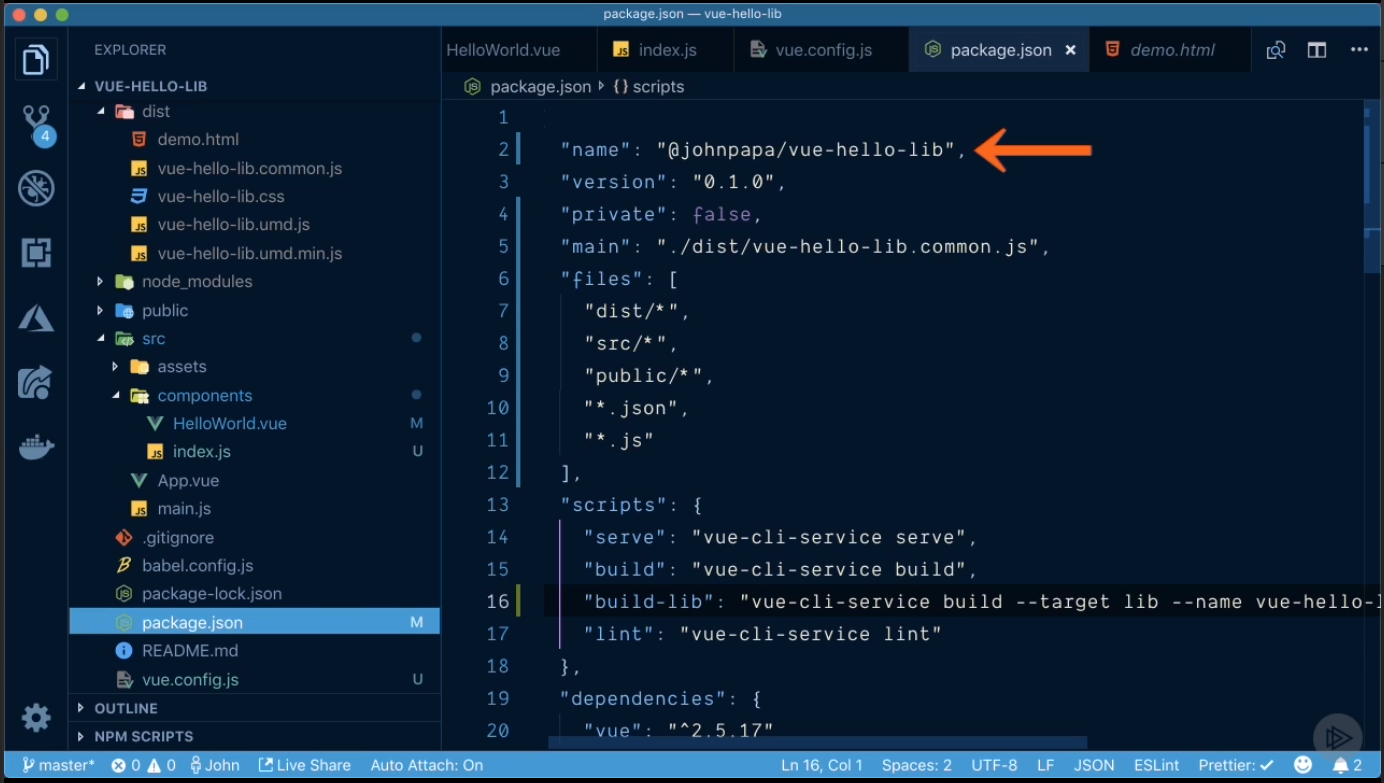 package.json — vue-hello-lib
EXPLORER
VUE-HELLO-LIB
dist
demo.html
vue-hello-lib.common.js
vue-hello-lib.css
vue-hello-lib.umd.js
vue-hello-lib.umd.min.js
node_modules
public
src
assets
components
HelloWorld.vue M
index.js U
App.vue
main.js
.gitignore
babel.config.js
package-lock.json
package.json M
README.md
vue.config.js U
OUTLINE
NPM SCRIPTS
4
HelloWorld.vue index.js vue.config.js package.json × demo.html
package.json {} scripts
1
2 "name": "@johnpapa/vue-hello-lib",
3 "version": "0.1.0",
4 "private": false,
5 "main": "./dist/vue-hello-lib.common.js",
6 "files": [
7 "dist/*",
8 "src/*",
9 "public/*",
10 "*.json",
11 "*.js"
12 ],
13 "scripts": {
14 "serve": "vue-cli-service serve",
15 "build": "vue-cli-service build",
16 "build-lib": "vue-cli-service build --target lib --name vue-hello-l
17 "lint": "vue-cli-service lint"
18 },
19 "dependencies": {
20 "vue": "^2.5.17"
master* 0 0 John Live Share Auto Attach: On Ln 16, Col 1 Spaces: 2 UTF-8 LF JSON ESLint Prettier: ✓ 2